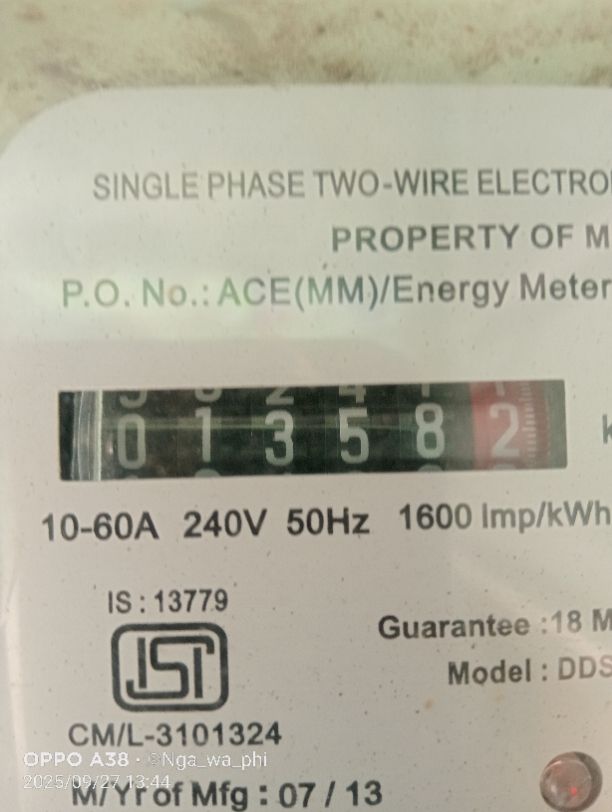 SINGLE PHASE TWO-WIRE
PROPERTY OF
P.O. No.: ACE(MM)/Energy Meter
0 1 3 5 8 2
10-60A 240V 50Hz 1600 imp/kWh
IS : 13779
Guarantee :18
ISI
Model : DDS
CM/L-3101324
OPPO A38 · ©Nga_wa_phi
2025/09/27 13:44
M/Yr of Mfg : 07 / 13